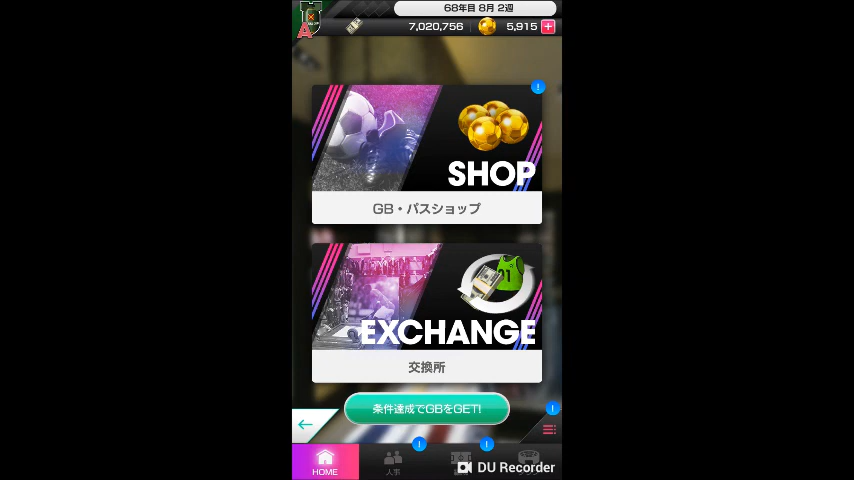 68年目 8月 2週
A
7,020,756
5,915
SHOP
GB・パスショップ
21
EXCHANGE
交換所
条件達成でGBをGET!
HOME
人事
DU Recorder